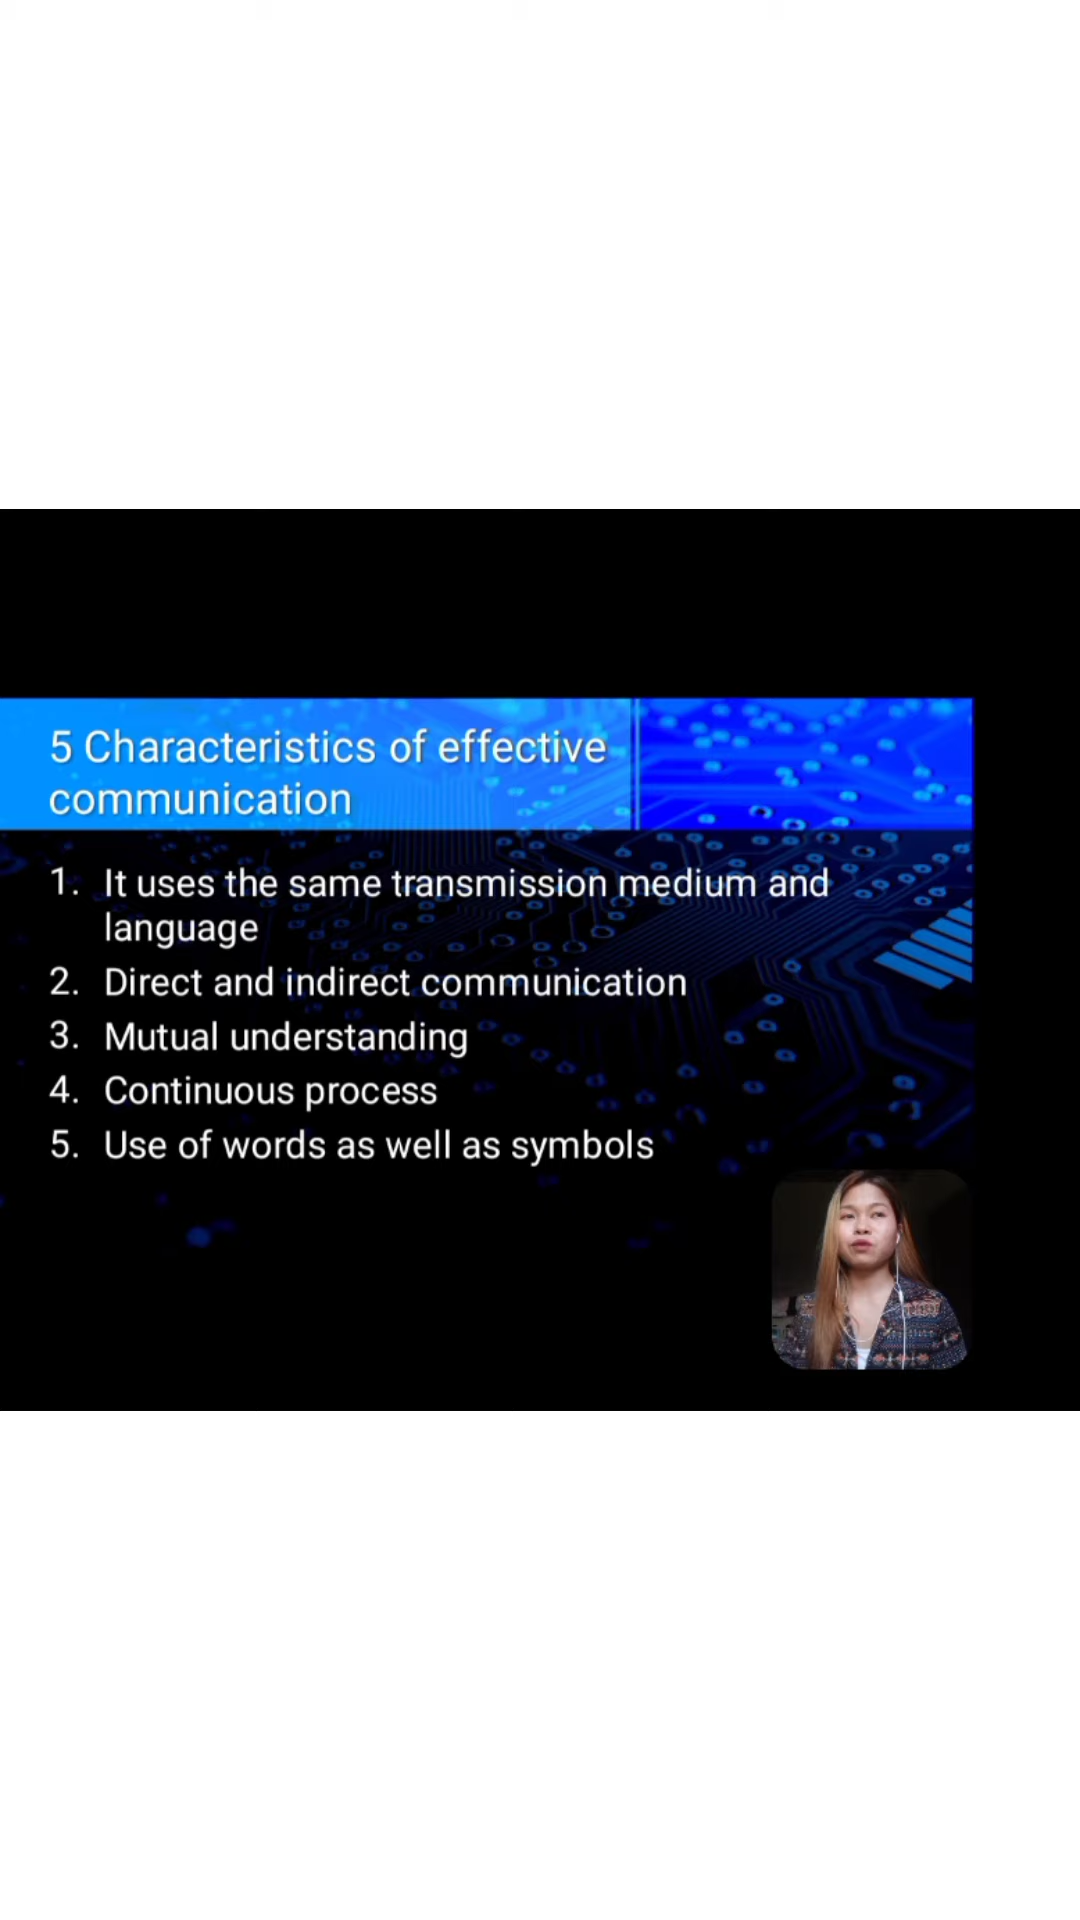 5 Characteristics of effective
communication
1. It uses the same transmission medium and
language
2. Direct and indirect communication
3. Mutual understanding
4. Continuous process
5. Use of words as well as symbols